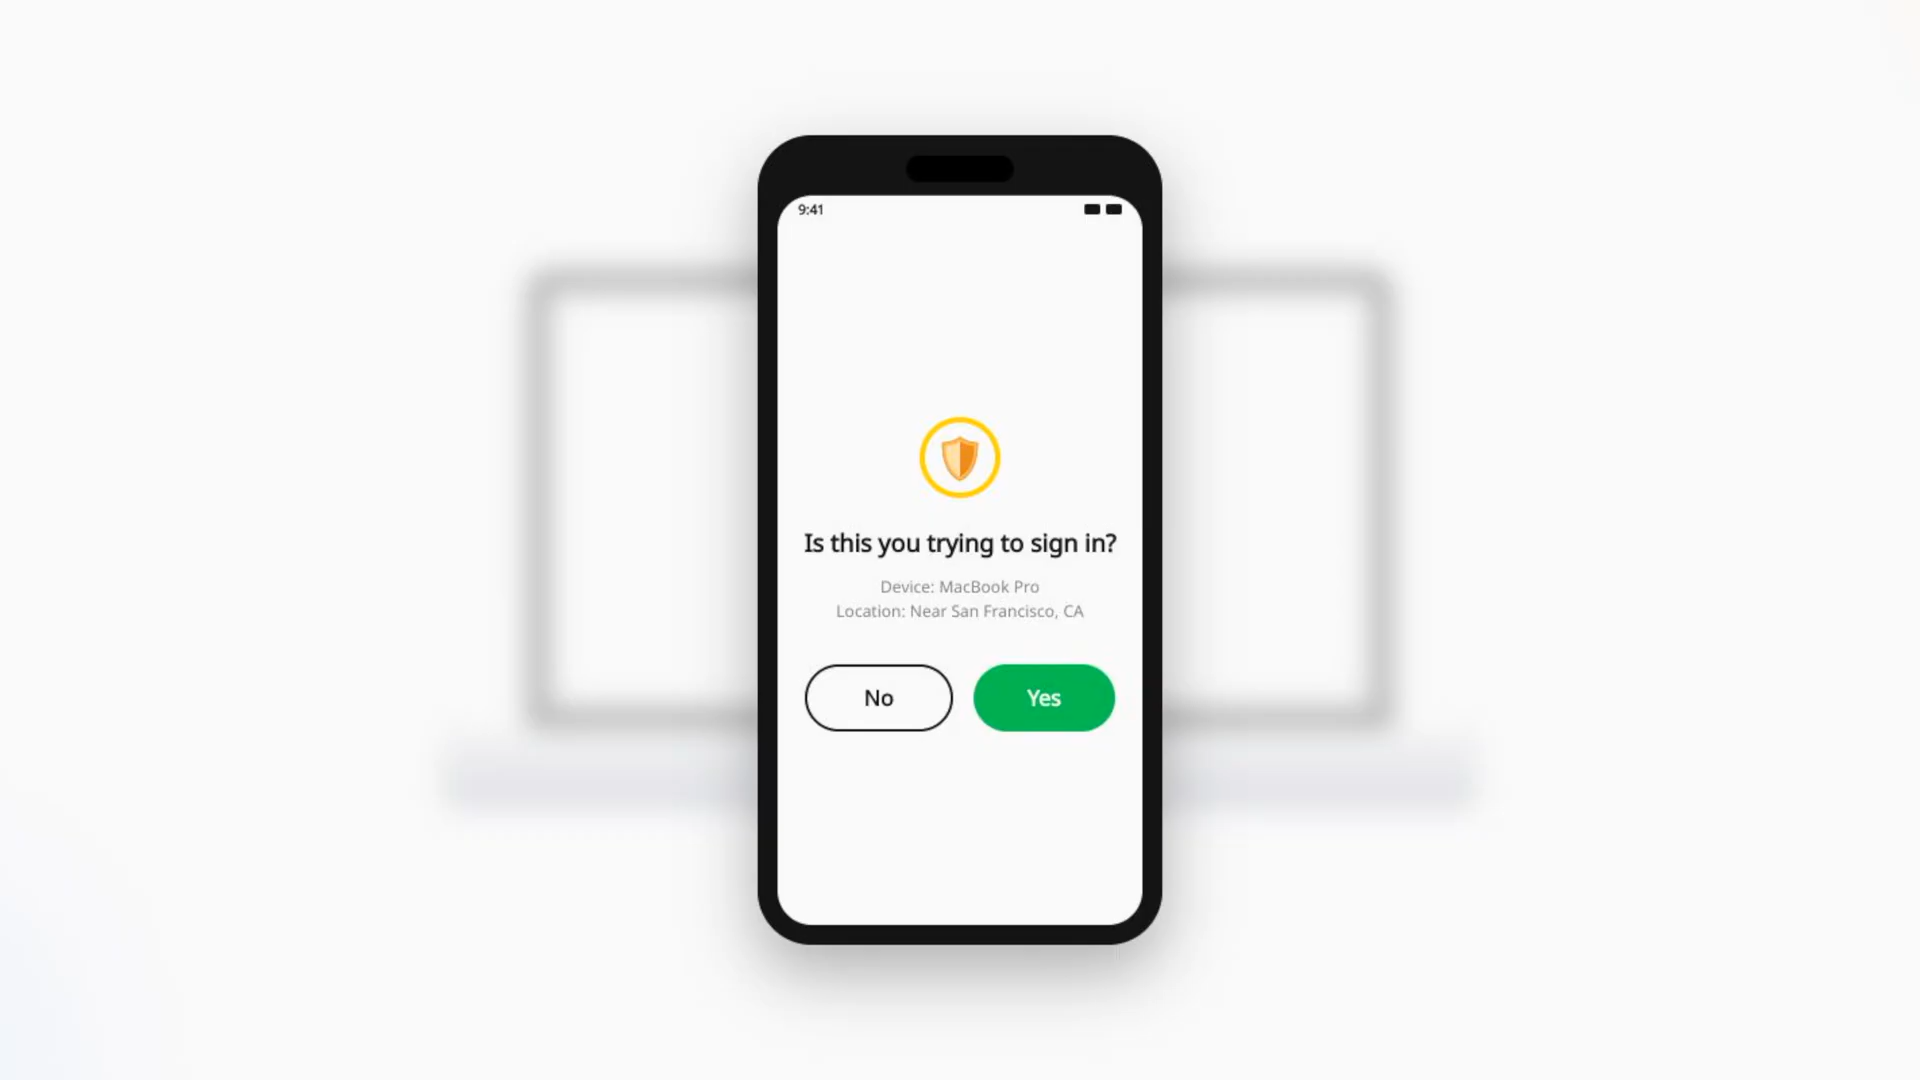 9:41
Is this you trying to sign in?
Device: MacBook Pro
Location: Near San Francisco, CA
No
Yes